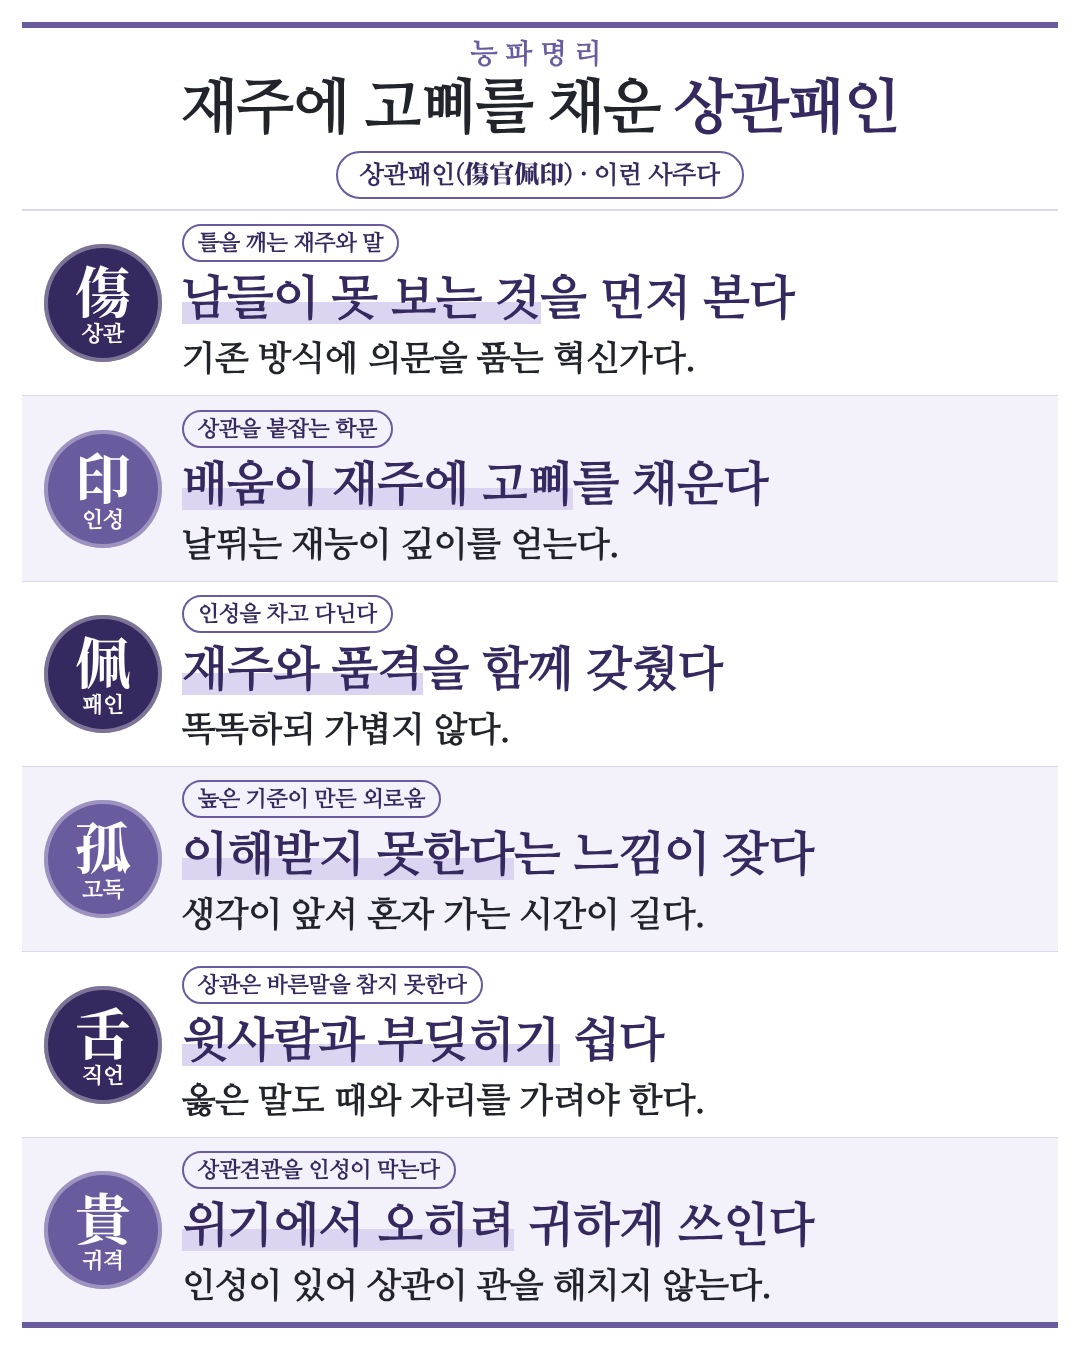 능파명리
재주에 고삐를 채운 상관패인
상관패인(傷官佩印) · 이런 사주다
틀을 깨는 재주와 말
傷
상관
남들이 못 보는 것을 먼저 본다
기존 방식에 의문을 품는 혁신가다.
상관을 붙잡는 학문
印
인성
배움이 재주에 고삐를 채운다
날뛰는 재능이 깊이를 얻는다.
인성을 차고 다닌다
佩
패인
재주와 품격을 함께 갖췄다
똑똑하되 가볍지 않다.
높은 기준이 만든 외로움
孤
고독
이해받지 못한다는 느낌이 잦다
생각이 앞서 혼자 가는 시간이 길다.
상관은 바른말을 참지 못한다
舌
직언
윗사람과 부딪히기 쉽다
옳은 말도 때와 자리를 가려야 한다.
상관견관을 인성이 막는다
貴
귀격
위기에서 오히려 귀하게 쓰인다
인성이 있어 상관이 관을 해치지 않는다.